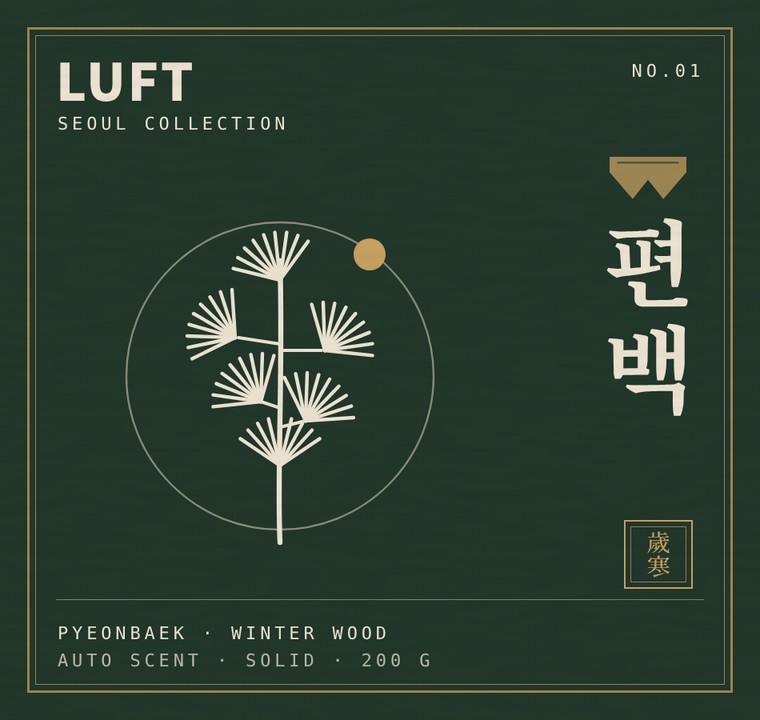 LUFT
SEOUL COLLECTION
NO.01
편백
歲寒
PYEONBAEK · WINTER WOOD
AUTO SCENT · SOLID · 200 G